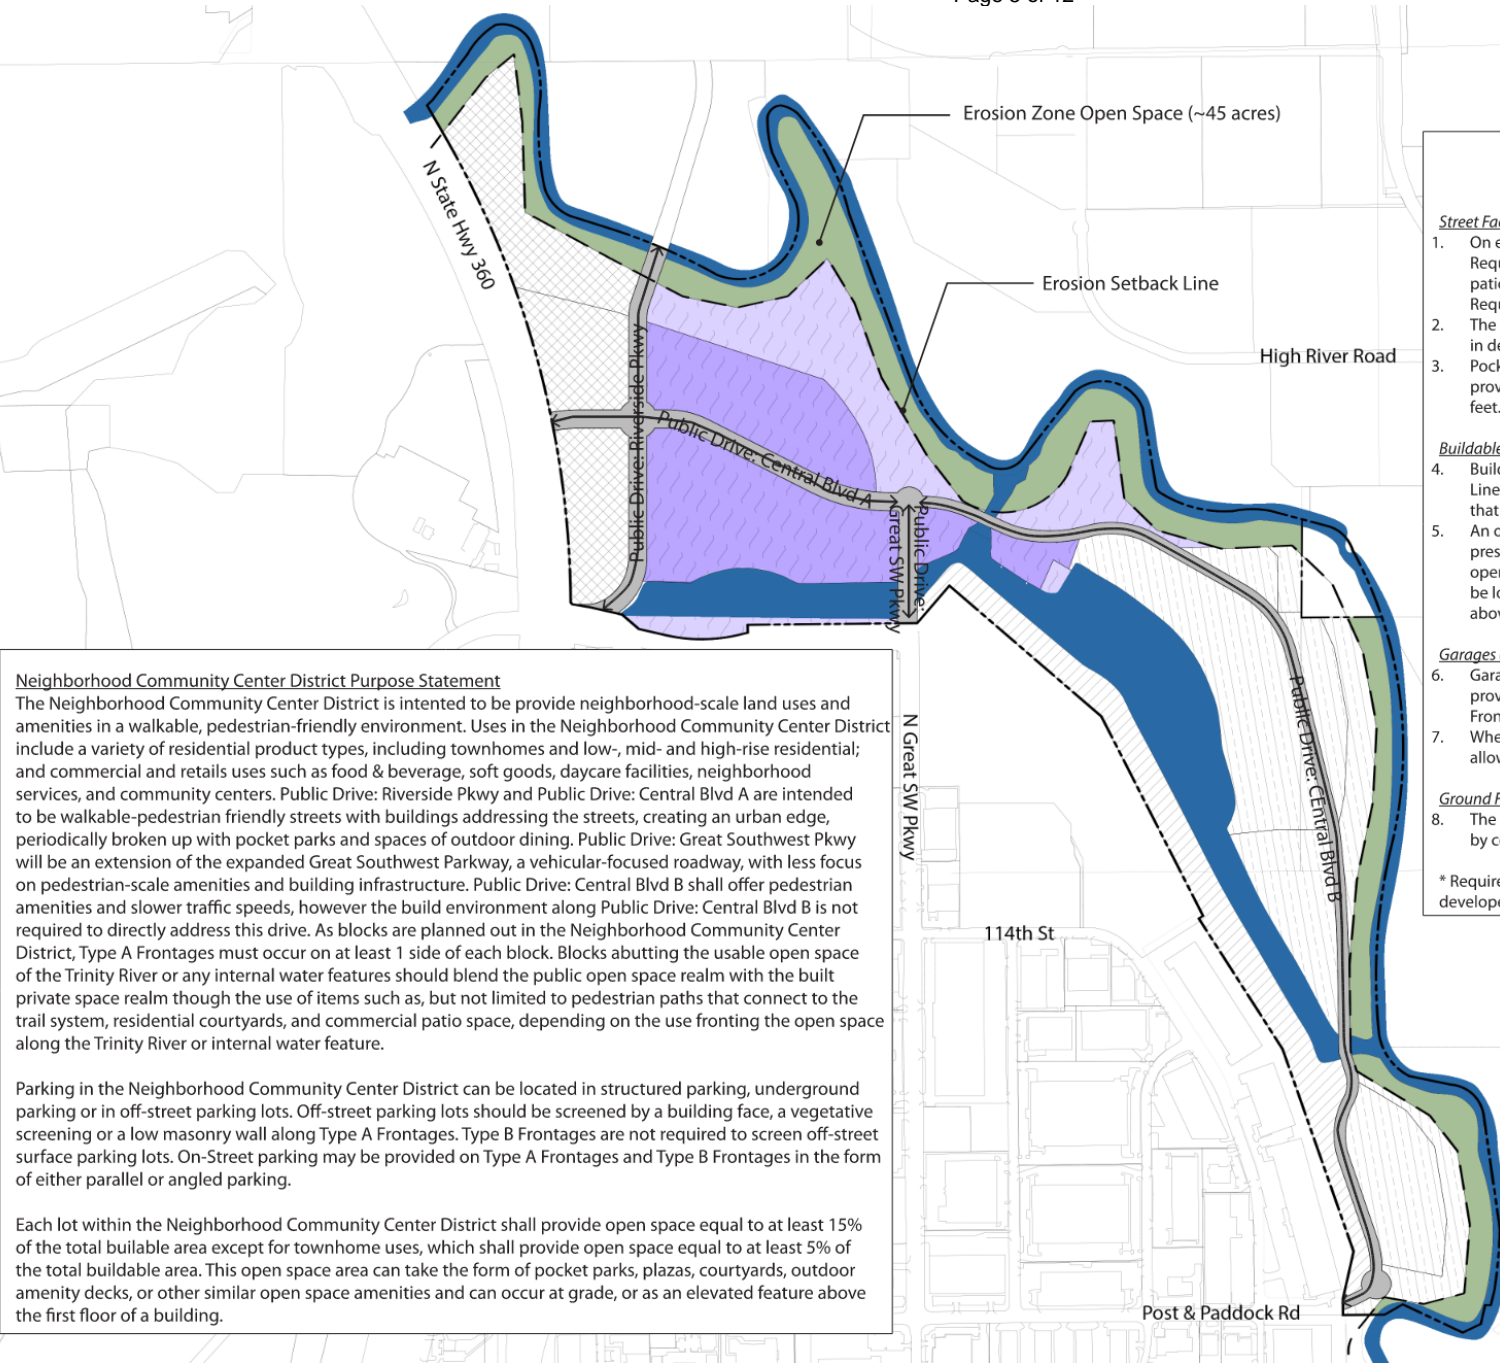 Erosion Zone Open Space (~45 acres)
N State Hwy 360
Erosion Setback Line
High River Road
Public Drive: Riverside Pkwy
Public Drive: Central Blvd A
Public Drive:
Great SW Pkwy
Public Drive: CEntral Blvd B
N Great SW Pkwy
114th St
Post & Paddock Rd
Neighborhood Community Center District Purpose Statement
The Neighborhood Community Center District is intented to be provide neighborhood-scale land uses and
amenities in a walkable, pedestrian-friendly environment. Uses in the Neighborhood Community Center District
include a variety of residential product types, including townhomes and low-, mid- and high-rise residential;
and commercial and retails uses such as food & beverage, soft goods, daycare facilities, neighborhood
services, and community centers. Public Drive: Riverside Pkwy and Public Drive: Central Blvd A are intended
to be walkable-pedestrian friendly streets with buildings addressing the streets, creating an urban edge,
periodically broken up with pocket parks and spaces of outdoor dining. Public Drive: Great Southwest Pkwy
will be an extension of the expanded Great Southwest Parkway, a vehicular-focused roadway, with less focus
on pedestrian-scale amenities and building infrastructure. Public Drive: Central Blvd B shall offer pedestrian
amenities and slower traffic speeds, however the build environment along Public Drive: Central Blvd B is not
required to directly address this drive. As blocks are planned out in the Neighborhood Community Center
District, Type A Frontages must occur on at least 1 side of each block. Blocks abutting the usable open space
of the Trinity River or any internal water features should blend the public open space realm with the built
private space realm though the use of items such as, but not limited to pedestrian paths that connect to the
trail system, residential courtyards, and commercial patio space, depending on the use fronting the open space
along the Trinity River or internal water feature.
Parking in the Neighborhood Community Center District can be located in structured parking, underground
parking or in off-street parking lots. Off-street parking lots should be screened by a building face, a vegetative
screening or a low masonry wall along Type A Frontages. Type B Frontages are not required to screen off-street
surface parking lots. On-Street parking may be provided on Type A Frontages and Type B Frontages in the form
of either parallel or angled parking.
Each lot within the Neighborhood Community Center District shall provide open space equal to at least 15%
of the total builable area except for townhome uses, which shall provide open space equal to at least 5% of
the total buildable area. This open space area can take the form of pocket parks, plazas, courtyards, outdoor
amenity decks, or other similar open space amenities and can occur at grade, or as an elevated feature above
the first floor of a building.
Street
1. On
2. The
in
3.
feet.
Buildable
4.
Line
that
5. An
be
Garages
6.
7.
Ground
8. The
by
*